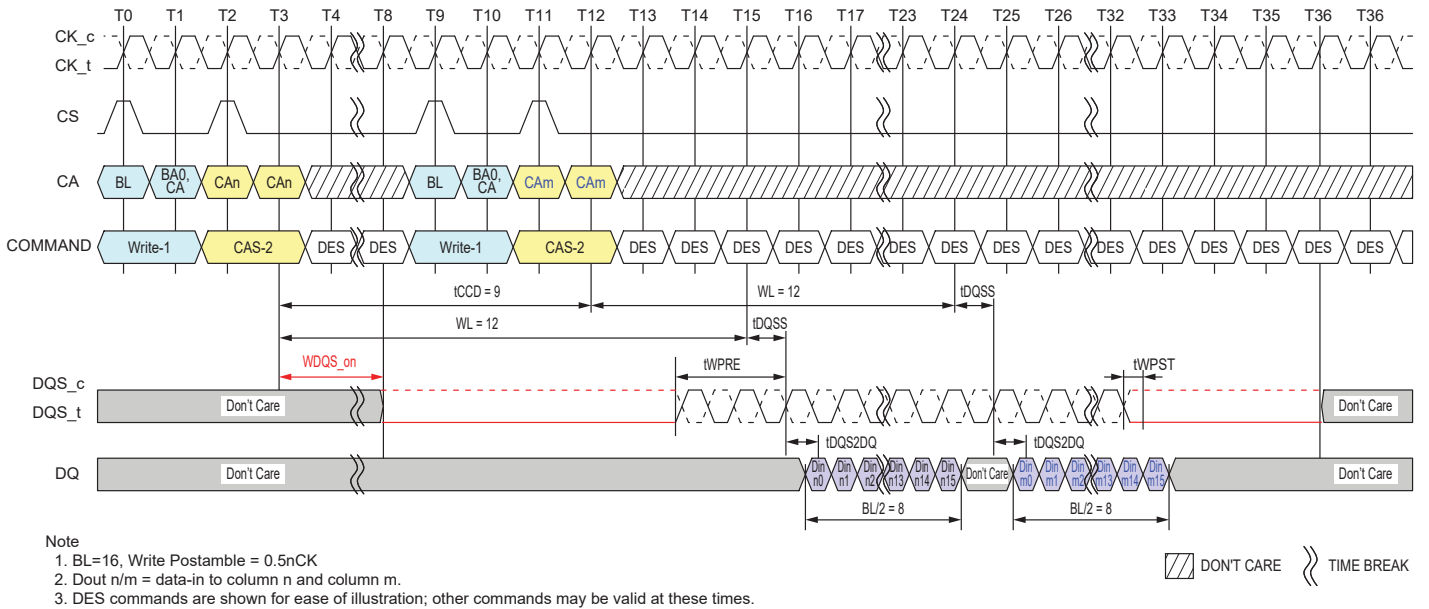 T0 T1 T2 T3 T4 T8 T9 T10 T11 T12 T13 T14 T15 T16 T17 T23 T24 T25 T26 T32 T33 T34 T35 T36 T36
CK_c
CK_t
CS
CA BL BA0, CA CAn CAn BL BA0, CA CAm CAm
COMMAND Write-1 CAS-2 DES DES Write-1 CAS-2 DES DES DES DES DES DES DES DES DES DES DES DES DES DES DES
tCCD = 9 WL = 12 tDQSS
WL = 12 tDQSS
WDQS_on tWPRE tWPST
DQS_c
DQS_t Don't Care Don't Care
tDQS2DQ tDQS2DQ
DQ Don't Care Din n0 Din n1 Din n2 Din n13 Din n14 Din n15 Don't Care Din m0 Din m1 Din m2 Din m13 Din m14 Din m15 Don't Care
BL/2 = 8 BL/2 = 8
Note
1. BL=16, Write Postamble = 0.5nCK
2. Dout n/m = data-in to column n and column m.
3. DES commands are shown for ease of illustration; other commands may be valid at these times.
DON'T CARE TIME BREAK